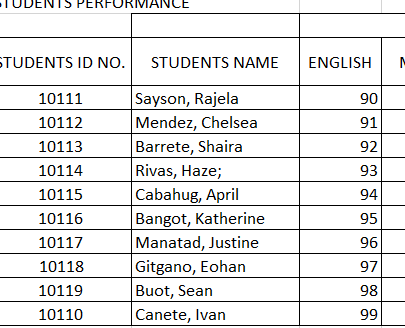 STUDENTS PERFORMANCE
STUDENTS ID NO. STUDENTS NAME ENGLISH
10111 Sayson, Rajela 90
10112 Mendez, Chelsea 91
10113 Barrete, Shaira 92
10114 Rivas, Haze; 93
10115 Cabahug, April 94
10116 Bangot, Katherine 95
10117 Manatad, Justine 96
10118 Gitgano, Eohan 97
10119 Buot, Sean 98
10110 Canete, Ivan 99